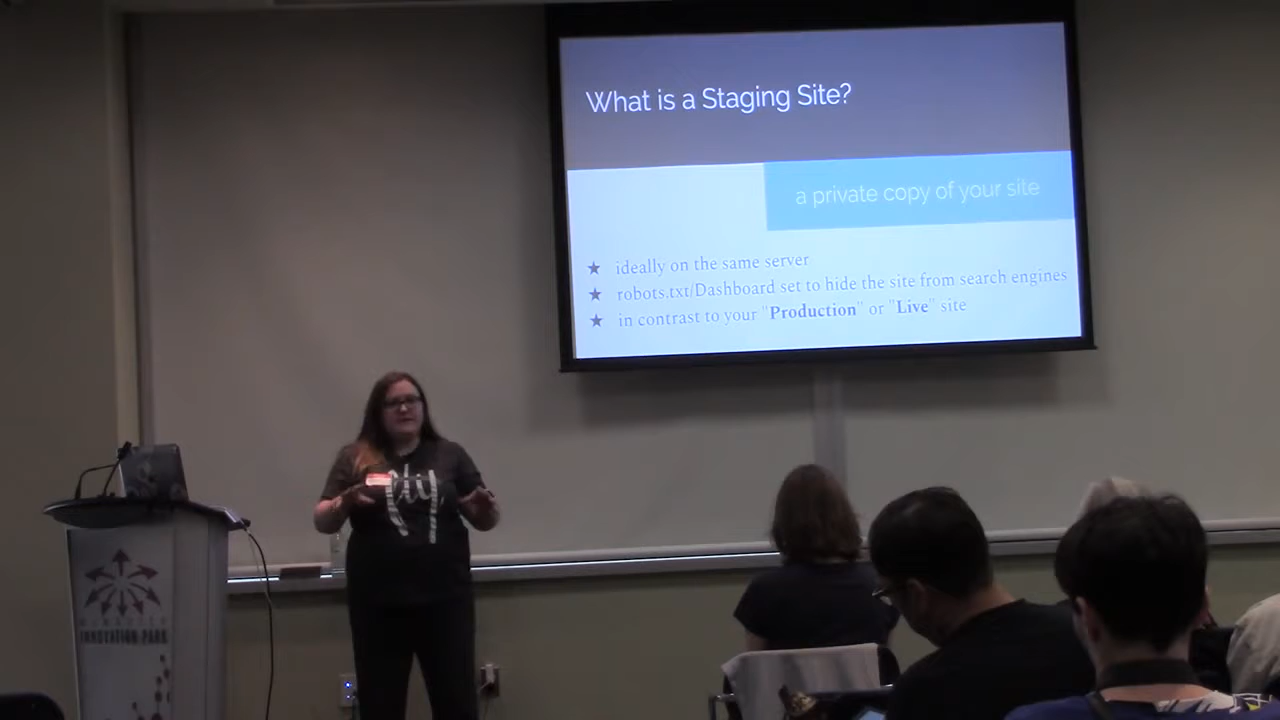 What is a Staging Site?
a private copy of your site
★ ideally on the same server
★ robots.txt/Dashboard set to hide the site from search engines
★ in contrast to your "Production" or "Live" site
INNOVATION PARK